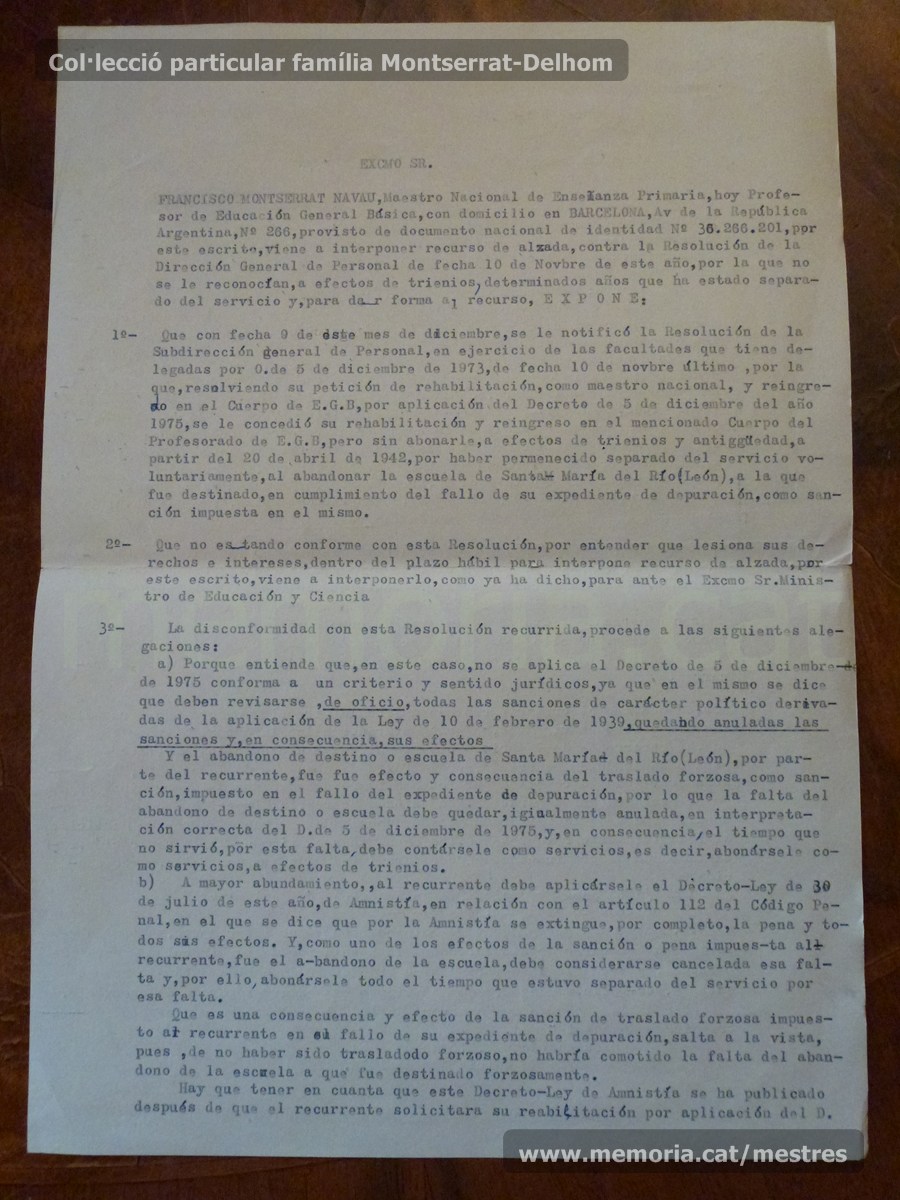 Col·lecció particular família Montserrat-Delhom
EXCMO SR.
FRANCISCO MONTSERRAT NAVAU,Maestro Nacional de Enseñanza Primaria,hoy Profe-
sor de Educación General Básica,con domicilio en BARCELONA,Av de la República
Argentina,Nº 266,provisto de documento nacional de identidad Nº 36.266.201,por
este escrito,viene a interponer recurso de alzada,contra la Resolución de la
Dirección General de Personal de fecha 10 de Novbre de este año,por la que no
se le reconocían,a efectos de trienios,determinados años que ha estado separa-
do del servicio y,para dar forma al recurso, E X P O N E:
1º- Que con fecha 9 de este mes de diciembre,se le notificó la Resolución de la
Subdirección general de Personal,en ejercicio de las facultades que tiene de-
legadas por O.de 5 de diciembre de 1973,de fecha 10 de novbre último ,por la
que,resolviendo su petición de rehabilitación,como maestro nacional, y reingre-
do en el Cuerpo de E.G.B,por aplicación del Decreto de 5 de diciembre del año
1975,se le concedió su rehabilitación y reingreso en el mencionado Cuerpo del
Profesorado de E.G.B,pero sin abonarle,a efectos de trienios y antiggüedad,a
partir del 20 de abril de 1942,por haber permenecido separado del servicio vo-
luntariamente,al abandonar la escuela de Santa María del Río(León),a la que
fue destinado,en cumplimiento del fallo de su expediente de depuración,como san-
ción impuesta en el mismo.
2º- Que no estando conforme con esta Resolución,por entender que lesiona sus de-
rechos e intereses,dentro del plazo hábil para interpone recurso de alzada,por
este escrito,viene a interponerlo,como ya ha dicho,para ante el Excmo Sr.Minis-
tro de Educación y Ciencia
3º- La disconformidad con esta Resolución recurrida,procede a las siguientes ale-
gaciones:
a) Porque entiende que,en este caso,no se aplica el Decreto de 5 de diciembre de
de 1975 conforma a un criterio y sentido jurídicos,ya que en el mismo se dice
que deben revisarse ,de oficio,todas las sanciones de carácter político deriva-
das de la aplicación de la Ley de 10 de febrero de 1939,quedando anuladas las
sanciones y,en consecuencia,sus efectos
Y el abandono de destino o escuela de Santa María del Río(León),por par-
te del recurrente,fue fue efecto y consecuencia del traslado forzosa,como san-
ción,impuesto en el fallo del expediente de depuración,por lo que la falta del
abandono de destino o escuela debe quedar,iginalmente anulada,en interpreta-
ción correcta del D.de 5 de diciembre de 1975,y,en consecuencia,el tiempo que
no sirvió,por esta falta,debe contársele como servicios,es decir,abonársele co-
mo servicios,a efectos de trienios.
b) A mayor abundamiento,,al recurrente debe aplicársele el Décreto-Ley de 30
de julio de este año,de Amnistía,en relación con el artículo 112 del Código Pe-
nal,en el que se dice que por la Amnistía se extingue,por completo,la pena y to-
dos sus efectos. Y,como uno de los efectos de la sanción o pena impues-ta al
recurrente,fue el a-bandono de la escuela,debe considerarse cancelada esa fal-
ta y,por ello,abonársele todo el tiempo que estuvo separado del servicio por
esa falta.
Que es una consecuencia y efecto de la sanción de traslado forzosa impues-
to al recurrente en el fallo de su expediente de depuración,salta a la vista,
pues ,de no haber sido trasladodo forzoso,no habría comotido la falta del aban-
dono de la escuela a que fue destinado forzosamente.
Hay que tener en cuanta que este Decreto-Ley de Amnistía se ha publicado
después de que el recurrente solicitara su reabilitación por aplicación del D.
www.memoria.cat/mestres